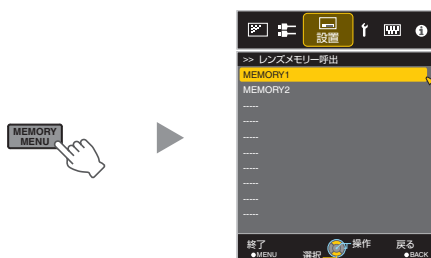 MEMORY
MENU
設置
>> レンズメモリー呼出
MEMORY1
MEMORY2
-----
-----
-----
-----
-----
-----
-----
終了
●MENU
選択
操作
戻る
●BACK